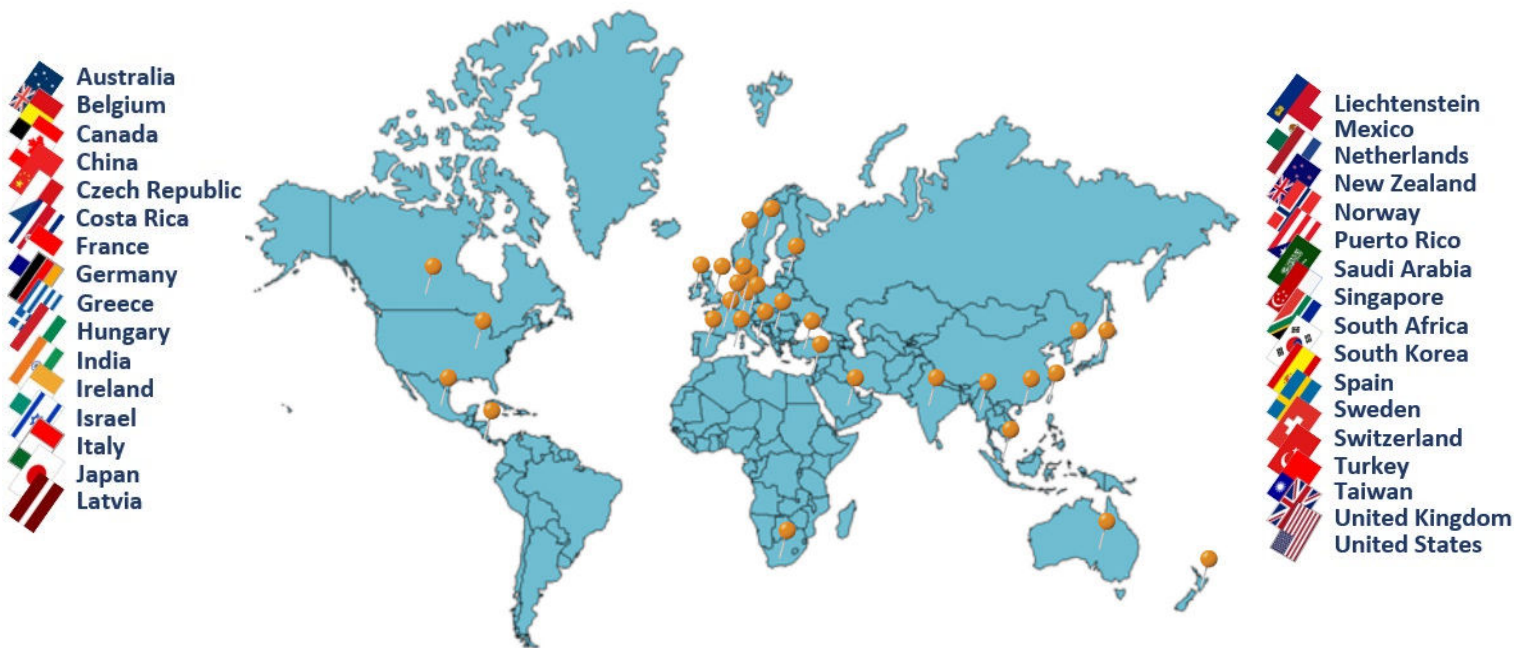 Australia
Belgium
Canada
China
Czech Republic
Costa Rica
France
Germany
Greece
Hungary
India
Ireland
Israel
Italy
Japan
Latvia
Liechtenstein
Mexico
Netherlands
New Zealand
Norway
Puerto Rico
Saudi Arabia
Singapore
South Africa
South Korea
Spain
Sweden
Switzerland
Turkey
Taiwan
United Kingdom
United States